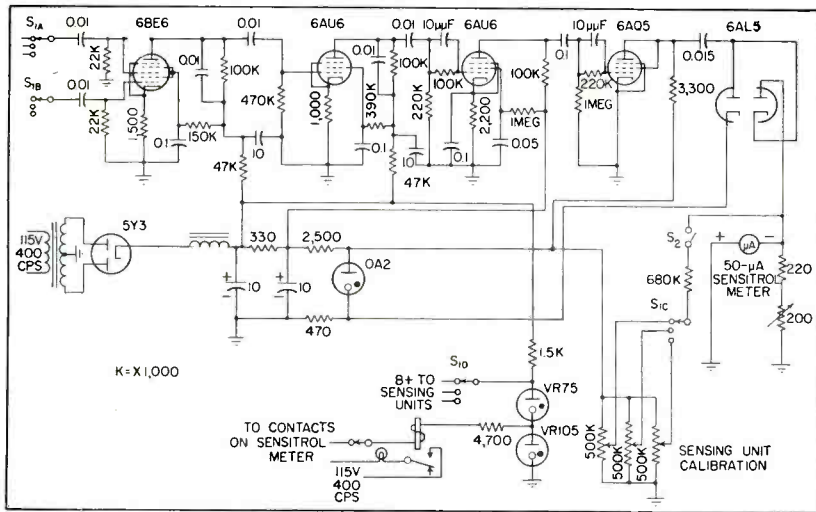 S1A
0.01
6BE6
0.01
6AU6
0.01
10μμF
6AU6
10μμF
6AQ5
6AL5
22K
0.01
100K
0.01
100K
100K
0.1
220K
0.015
S1B
0.01
470K
1,000
390K
220K
100K
2,200
1MEG
1MEG
3,300
22K
1,500
0.1
150K
10
0.1
10
0.1
0.05
47K
47K
5Y3
115V
400
CPS
330
2,500
OA2
10
10
470
S2
680K
S1C
+
−
μA
50-μA
SENSITROL
METER
220
200
K=X1,000
1.5K
S1D
B+ TO
SENSING
UNITS
VR75
TO CONTACTS
ON SENSITROL
METER
4,700
VR105
115V
400
CPS
500K
500K
500K
SENSING UNIT
CALIBRATION